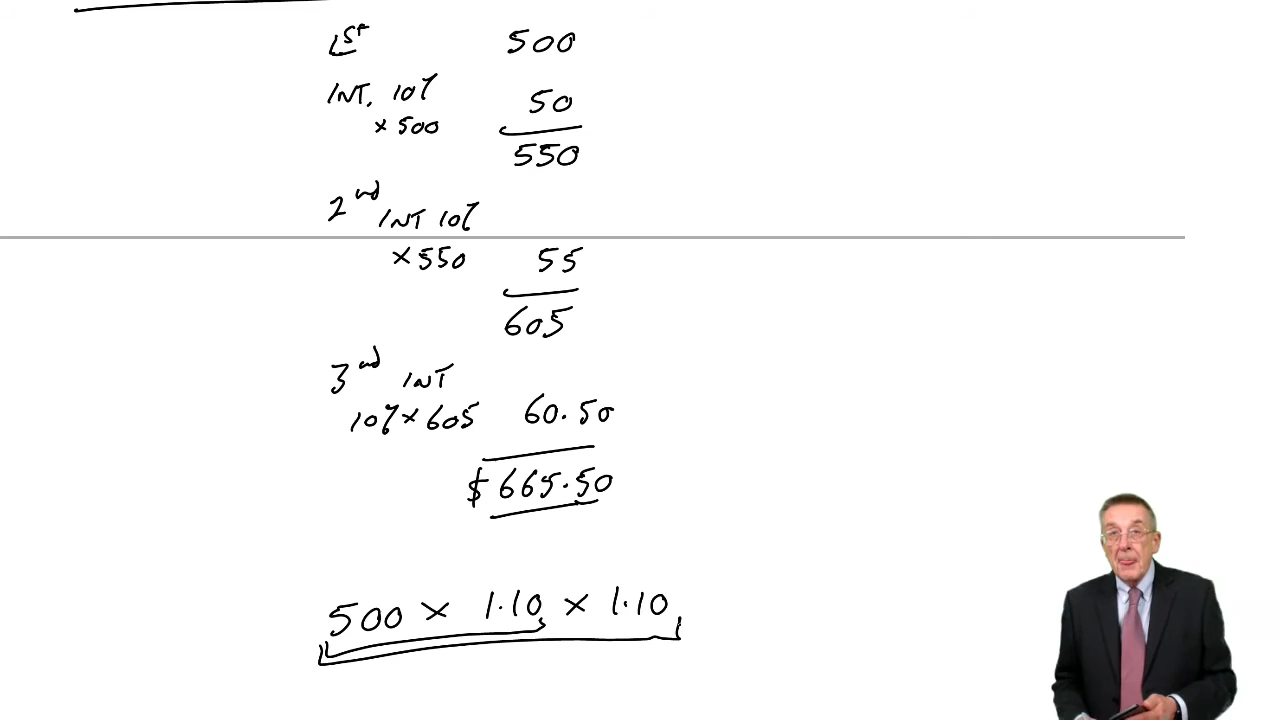 1st 500
INT. 10% 50
× 500
550
2nd INT 10%
× 550 55
605
3rd INT
10% × 605 60.50
$ 665.50
500 × 1.10 × 1.10